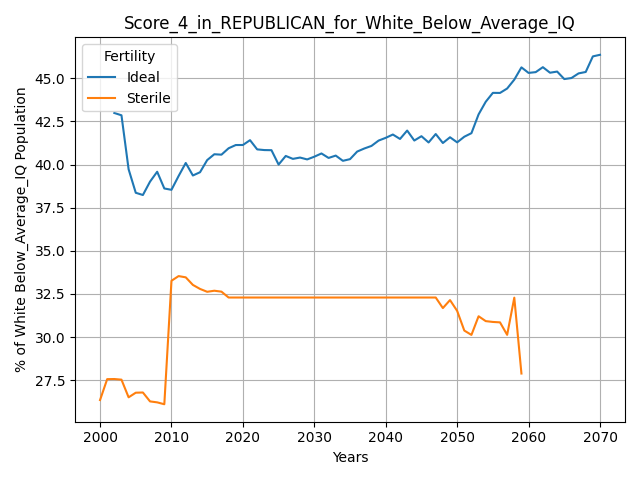 Score_4_in_REPUBLICAN_for_White_Below_Average_IQ
Fertility
Ideal
Sterile
% of White Below_Average_IQ Population
45.0
42.5
40.0
37.5
35.0
32.5
30.0
27.5
2000 2010 2020 2030 2040 2050 2060 2070
Years